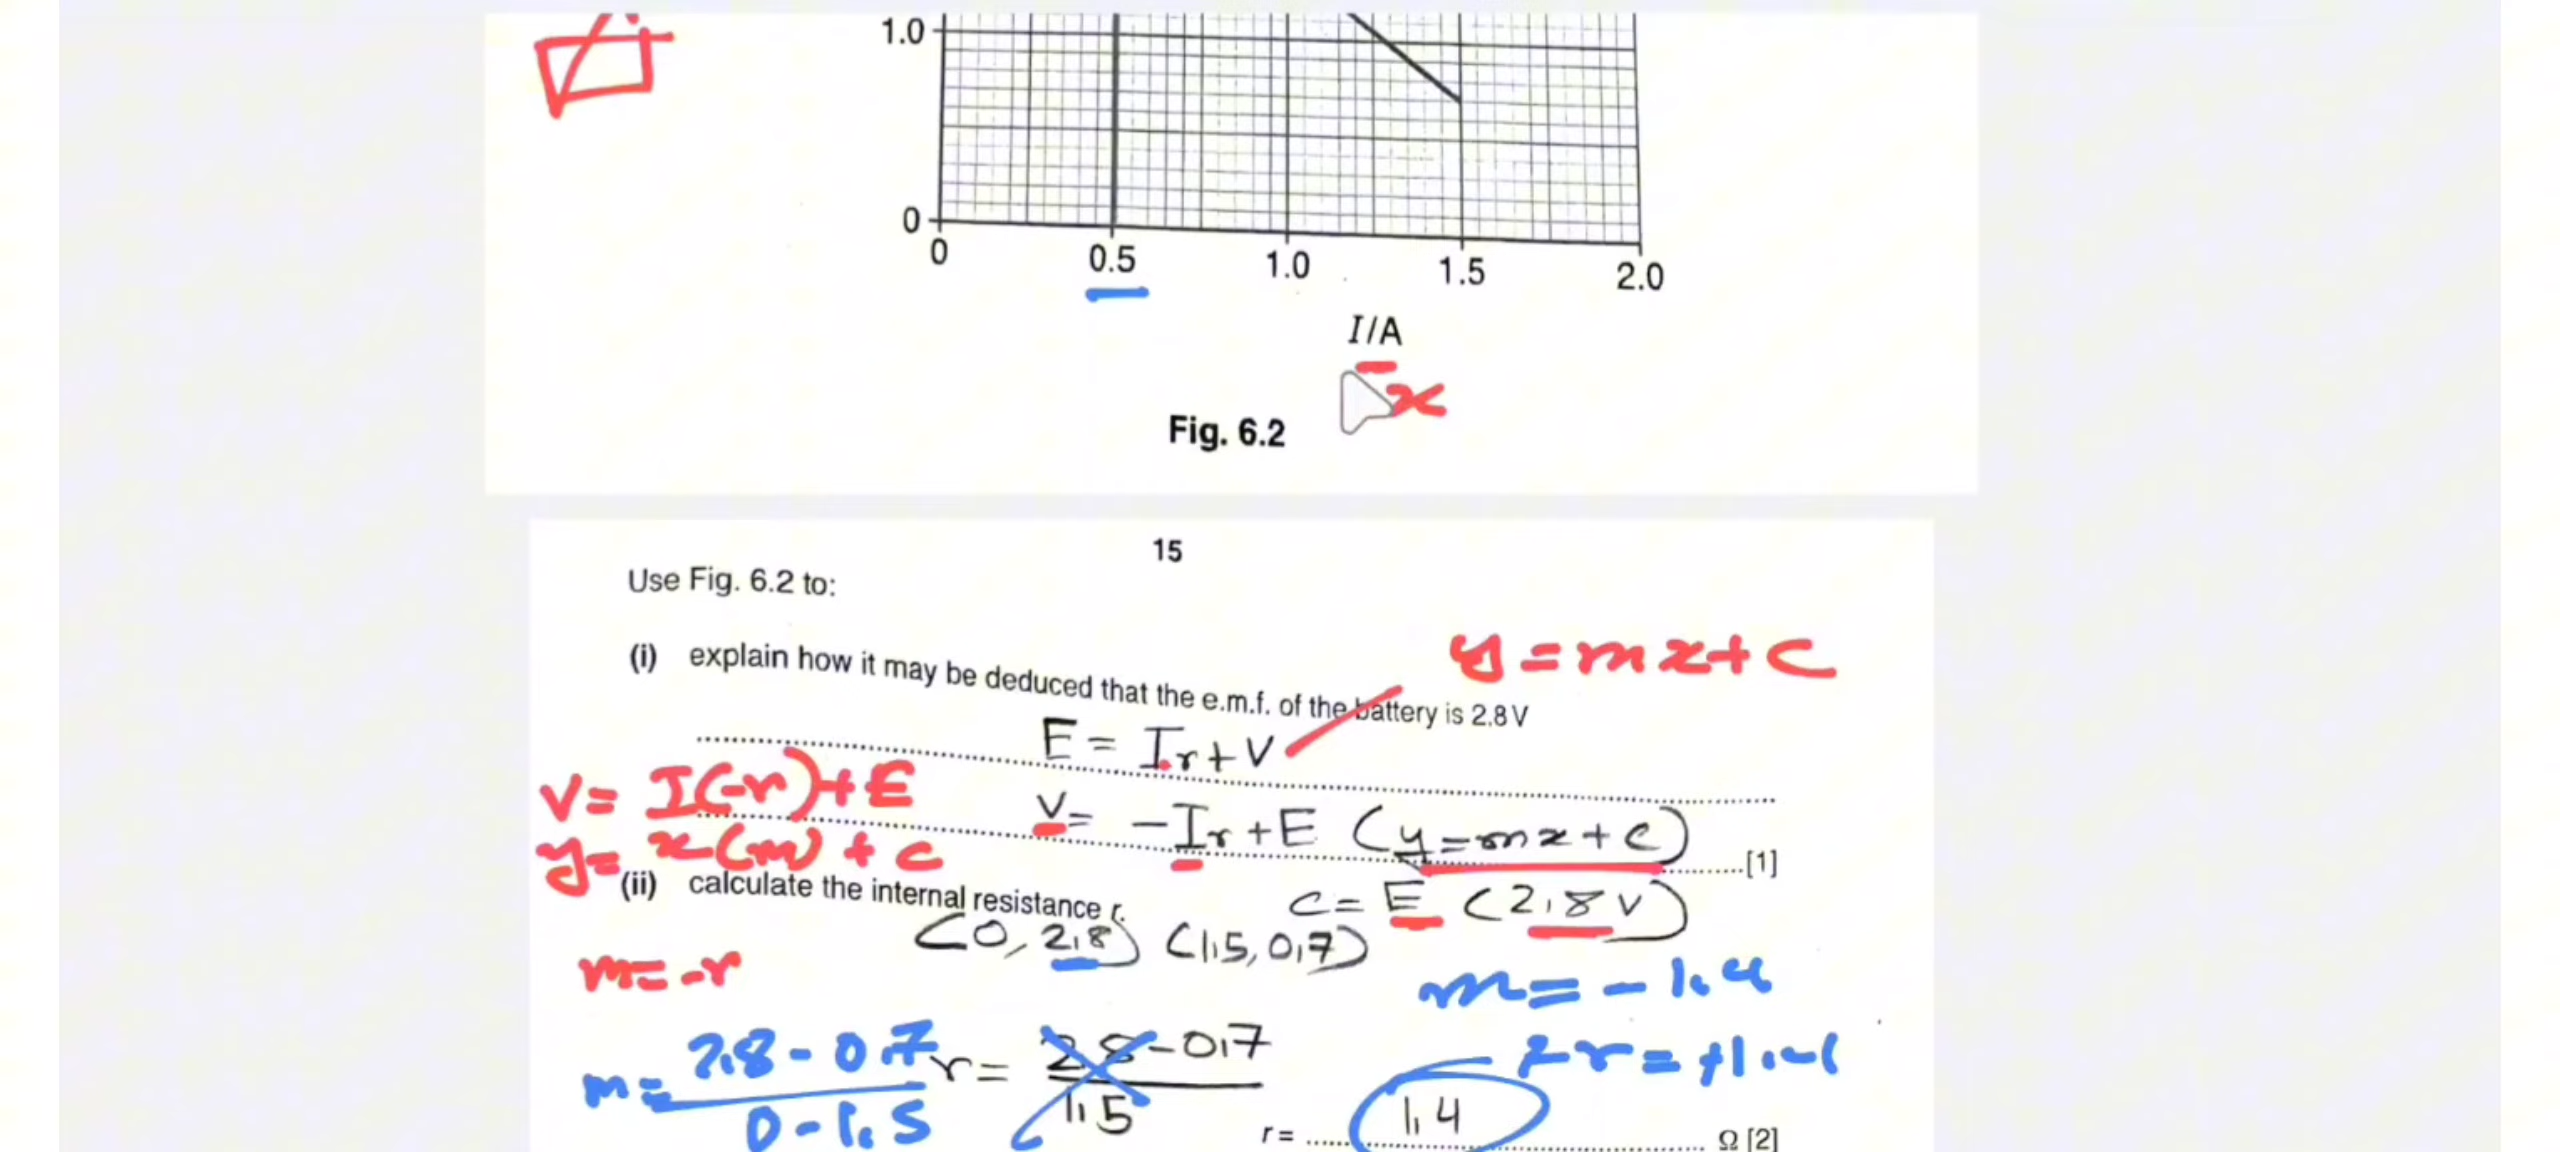 1.0
0
0 0.5 1.0 1.5 2.0
I/A
x
Fig. 6.2
15
Use Fig. 6.2 to:
(i) explain how it may be deduced that the e.m.f. of the battery is 2.8 V
y = mx + c
E = Ir + V
V = I(-r) + E
V = -Ir + E (y = mx + c)
[1]
y = x(m) + c
(ii) calculate the internal resistance r.
c = E (2,8 V)
(0, 2,8) (1,5, 0,7)
m = -r
m = -1.4
m = 2.8 - 0.7
0 - 1.5
r = 2,8 - 0,7
1,5
r = +1.4
r = 1,4 Ω [2]